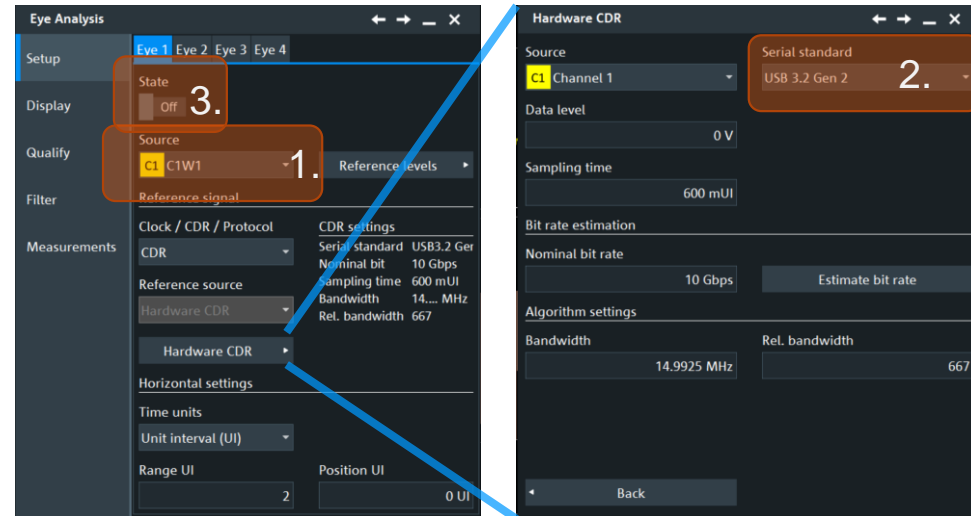 Eye Analysis
Setup
Display
Qualify
Filter
Measurements
Eye 1 Eye 2 Eye 3 Eye 4
State
Off
3.
Source
C1 C1W1
1.
Reference levels
Reference signal
Clock / CDR / Protocol
CDR
Reference source
Hardware CDR
Hardware CDR
CDR settings
Serial standard USB3.2 Ger
Nominal bit 10 Gbps
Sampling time 600 mUI
Bandwidth 14.... MHz
Rel. bandwidth 667
Horizontal settings
Time units
Unit interval (UI)
Range UI
2
Position UI
0 UI
Hardware CDR
Source
C1 Channel 1
Serial standard
USB 3.2 Gen 2
2.
Data level
0 V
Sampling time
600 mUI
Bit rate estimation
Nominal bit rate
10 Gbps
Estimate bit rate
Algorithm settings
Bandwidth
14.9925 MHz
Rel. bandwidth
667
Back